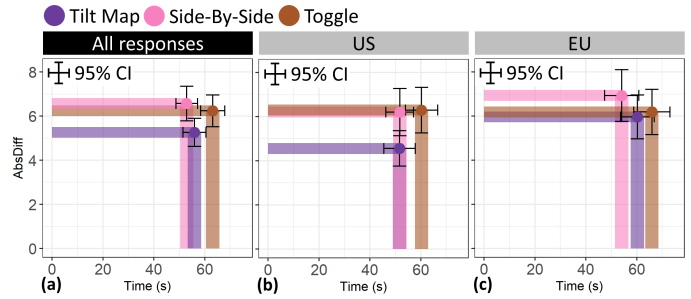 Tilt Map Side-By-Side Toggle
All responses US EU
95% CI 95% CI 95% CI
8
6
4
2
0
AbsDiff
0 20 40 60 0 20 40 60 0 20 40 60
(a) Time (s) (b) Time (s) (c) Time (s)